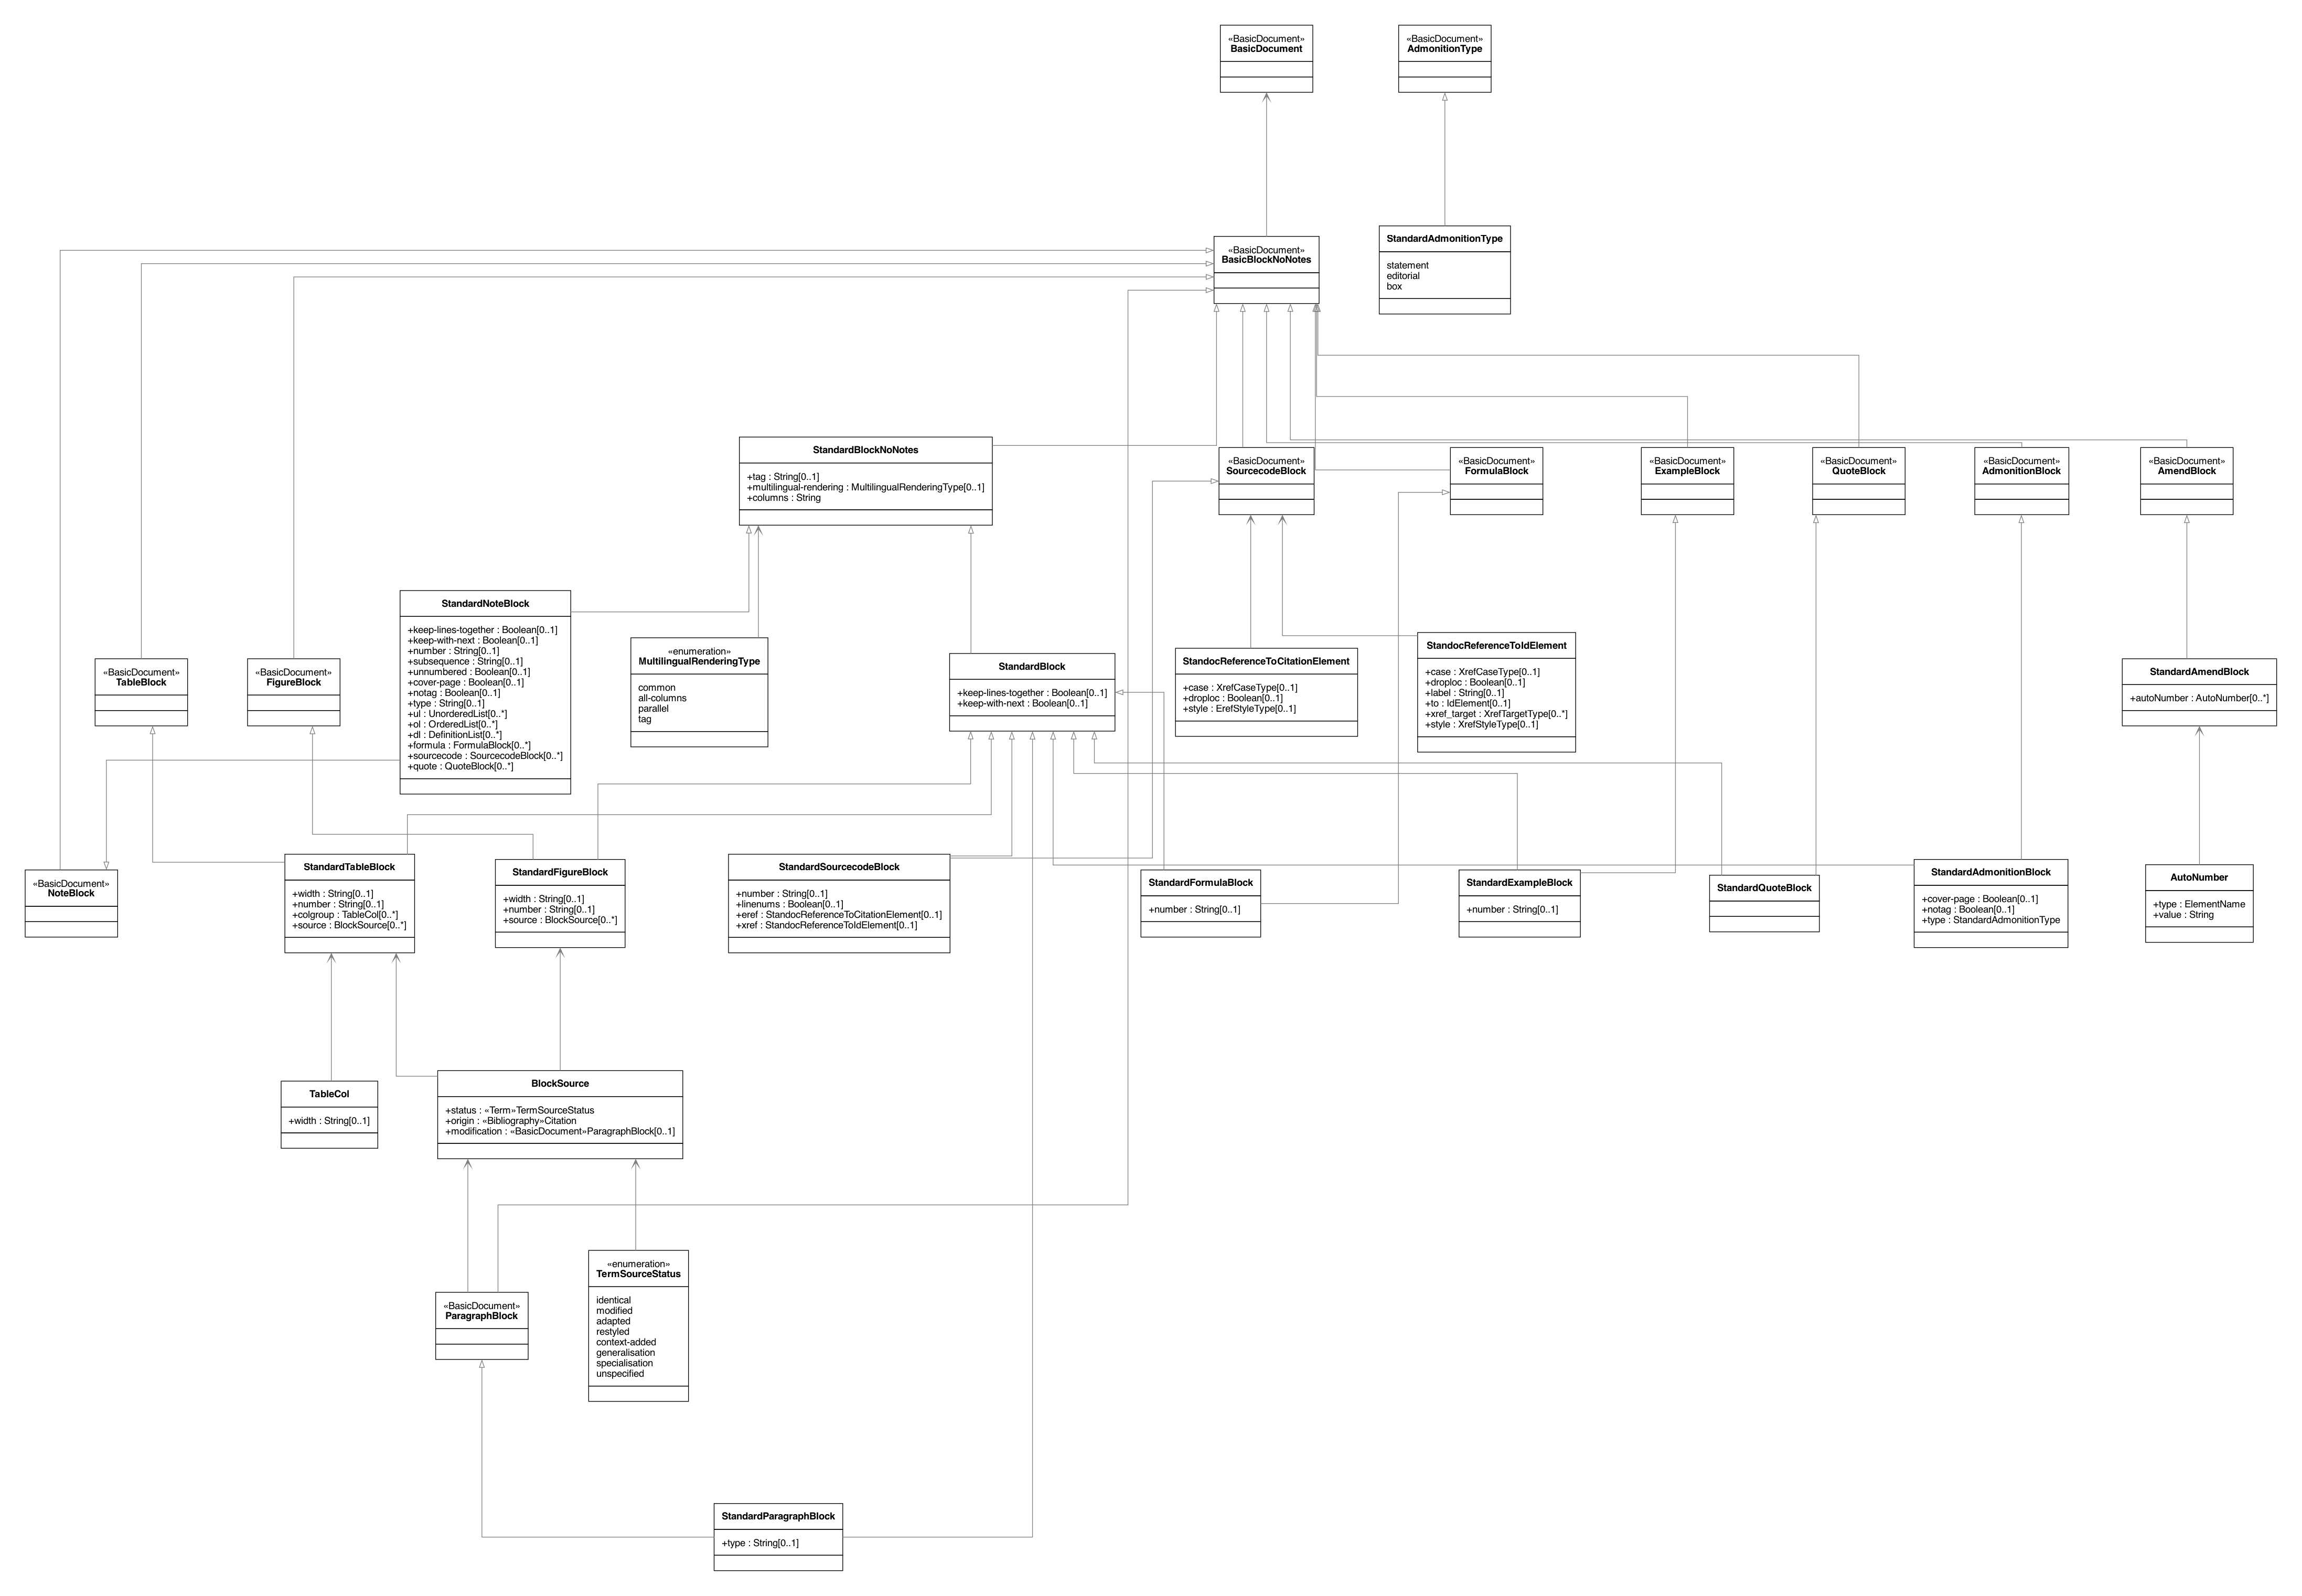 «BasicDocument»
BasicDocument
«BasicDocument»
AdmonitionType
«BasicDocument»
BasicBlockNoNotes
StandardAdmonitionType
statement
editorial
box
StandardBlockNoNotes
+tag : String[0..1]
+multilingual-rendering : MultilingualRenderingType[0..1]
+columns : String
«BasicDocument»
SourcecodeBlock
«BasicDocument»
FormulaBlock
«BasicDocument»
ExampleBlock
«BasicDocument»
QuoteBlock
«BasicDocument»
AdmonitionBlock
«BasicDocument»
AmendBlock
StandardNoteBlock
+keep-lines-together : Boolean[0..1]
+keep-with-next : Boolean[0..1]
+number : String[0..1]
+subsequence : String[0..1]
+unnumbered : Boolean[0..1]
+cover-page : Boolean[0..1]
+notag : Boolean[0..1]
+type : String[0..1]
+ul : UnorderedList[0..*]
+ol : OrderedList[0..*]
+dl : DefinitionList[0..*]
+formula : FormulaBlock[0..*]
+sourcecode : SourcecodeBlock[0..*]
+quote : QuoteBlock[0..*]
«enumeration»
MultilingualRenderingType
common
all-columns
parallel
tag
StandardBlock
+keep-lines-together : Boolean[0..1]
+keep-with-next : Boolean[0..1]
StandocReferenceToCitationElement
+case : XrefCaseType[0..1]
+droploc : Boolean[0..1]
+style : ErefStyleType[0..1]
StandocReferenceToIdElement
+case : XrefCaseType[0..1]
+droploc : Boolean[0..1]
+label : String[0..1]
+to : IdElement[0..1]
+xref_target : XrefTargetType[0..*]
+style : XrefStyleType[0..1]
«BasicDocument»
TableBlock
«BasicDocument»
FigureBlock
StandardAmendBlock
+autoNumber : AutoNumber[0..*]
«BasicDocument»
NoteBlock
StandardTableBlock
+width : String[0..1]
+number : String[0..1]
+colgroup : TableCol[0..*]
+source : BlockSource[0..*]
StandardFigureBlock
+width : String[0..1]
+number : String[0..1]
+source : BlockSource[0..*]
StandardSourcecodeBlock
+number : String[0..1]
+linenums : Boolean[0..1]
+eref : StandocReferenceToCitationElement[0..1]
+xref : StandocReferenceToIdElement[0..1]
StandardFormulaBlock
+number : String[0..1]
StandardExampleBlock
+number : String[0..1]
StandardQuoteBlock
StandardAdmonitionBlock
+cover-page : Boolean[0..1]
+notag : Boolean[0..1]
+type : StandardAdmonitionType
AutoNumber
+type : ElementName
+value : String
TableCol
+width : String[0..1]
BlockSource
+status : «Term»TermSourceStatus
+origin : «Bibliography»Citation
+modification : «BasicDocument»ParagraphBlock[0..1]
«BasicDocument»
ParagraphBlock
«enumeration»
TermSourceStatus
identical
modified
adapted
restyled
context-added
generalisation
specialisation
unspecified
StandardParagraphBlock
+type : String[0..1]